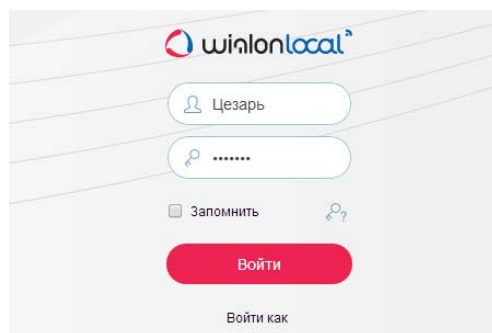 wialonlocal
Цезарь
•••••••
Запомнить
?
Войти
Войти как